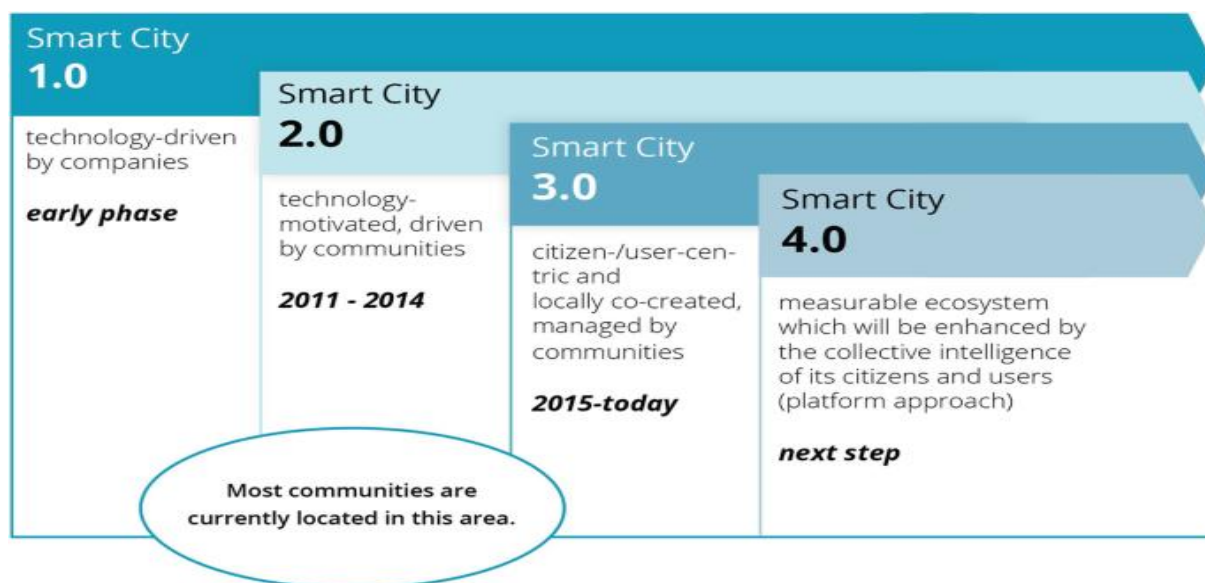 Smart City
1.0
technology-driven
by companies
early phase
Smart City
2.0
technology-
motivated, driven
by communities
2011 - 2014
Smart City
3.0
citizen-/user-cen-
tric and
locally co-created,
managed by
communities
2015-today
Smart City
4.0
measurable ecosystem
which will be enhanced by
the collective intelligence
of its citizens and users
(platform approach)
next step
Most communities are
currently located in this area.